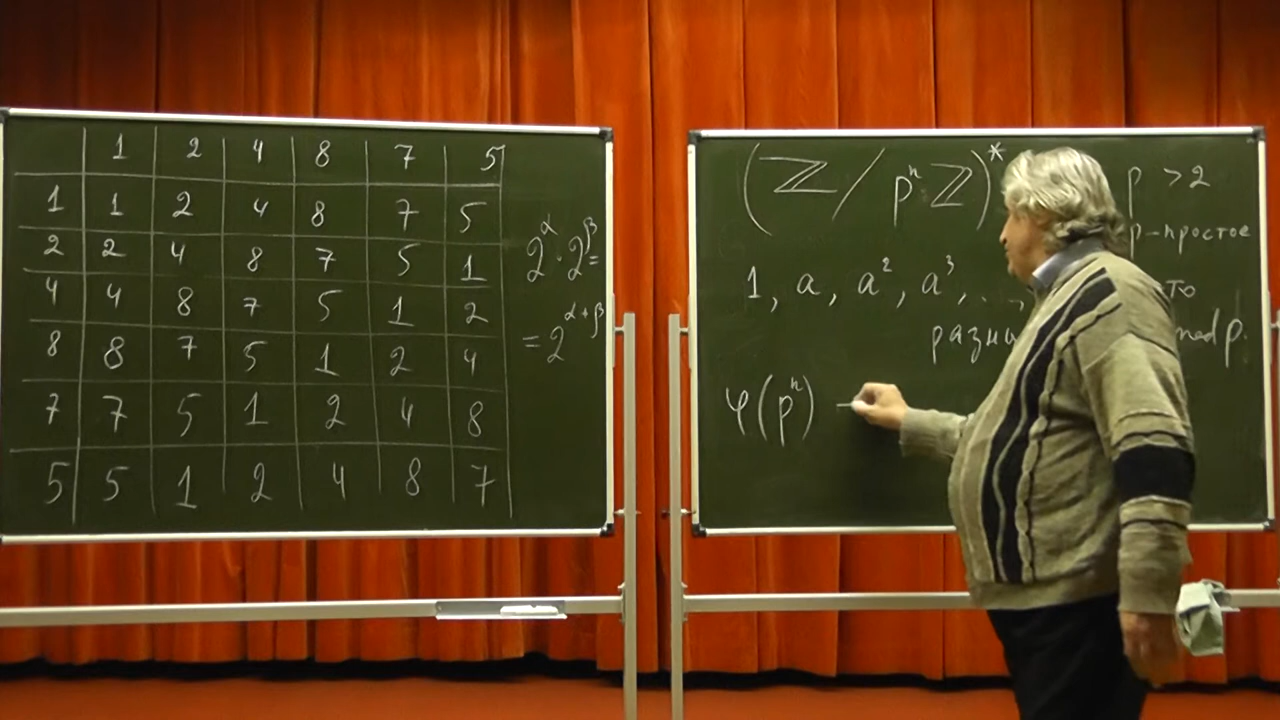 1 2 4 8 7 5
1 1 2 4 8 7 5
2 2 4 8 7 5 1
4 4 8 7 5 1 2
8 8 7 5 1 2 4
7 7 5 1 2 4 8
5 5 1 2 4 8 7
2^α · 2^β =
= 2^(α+β)
(ℤ / pⁿ ℤ)* p > 2
p-простое
1, a, a², a³, .., то
mod p.
φ(pⁿ)